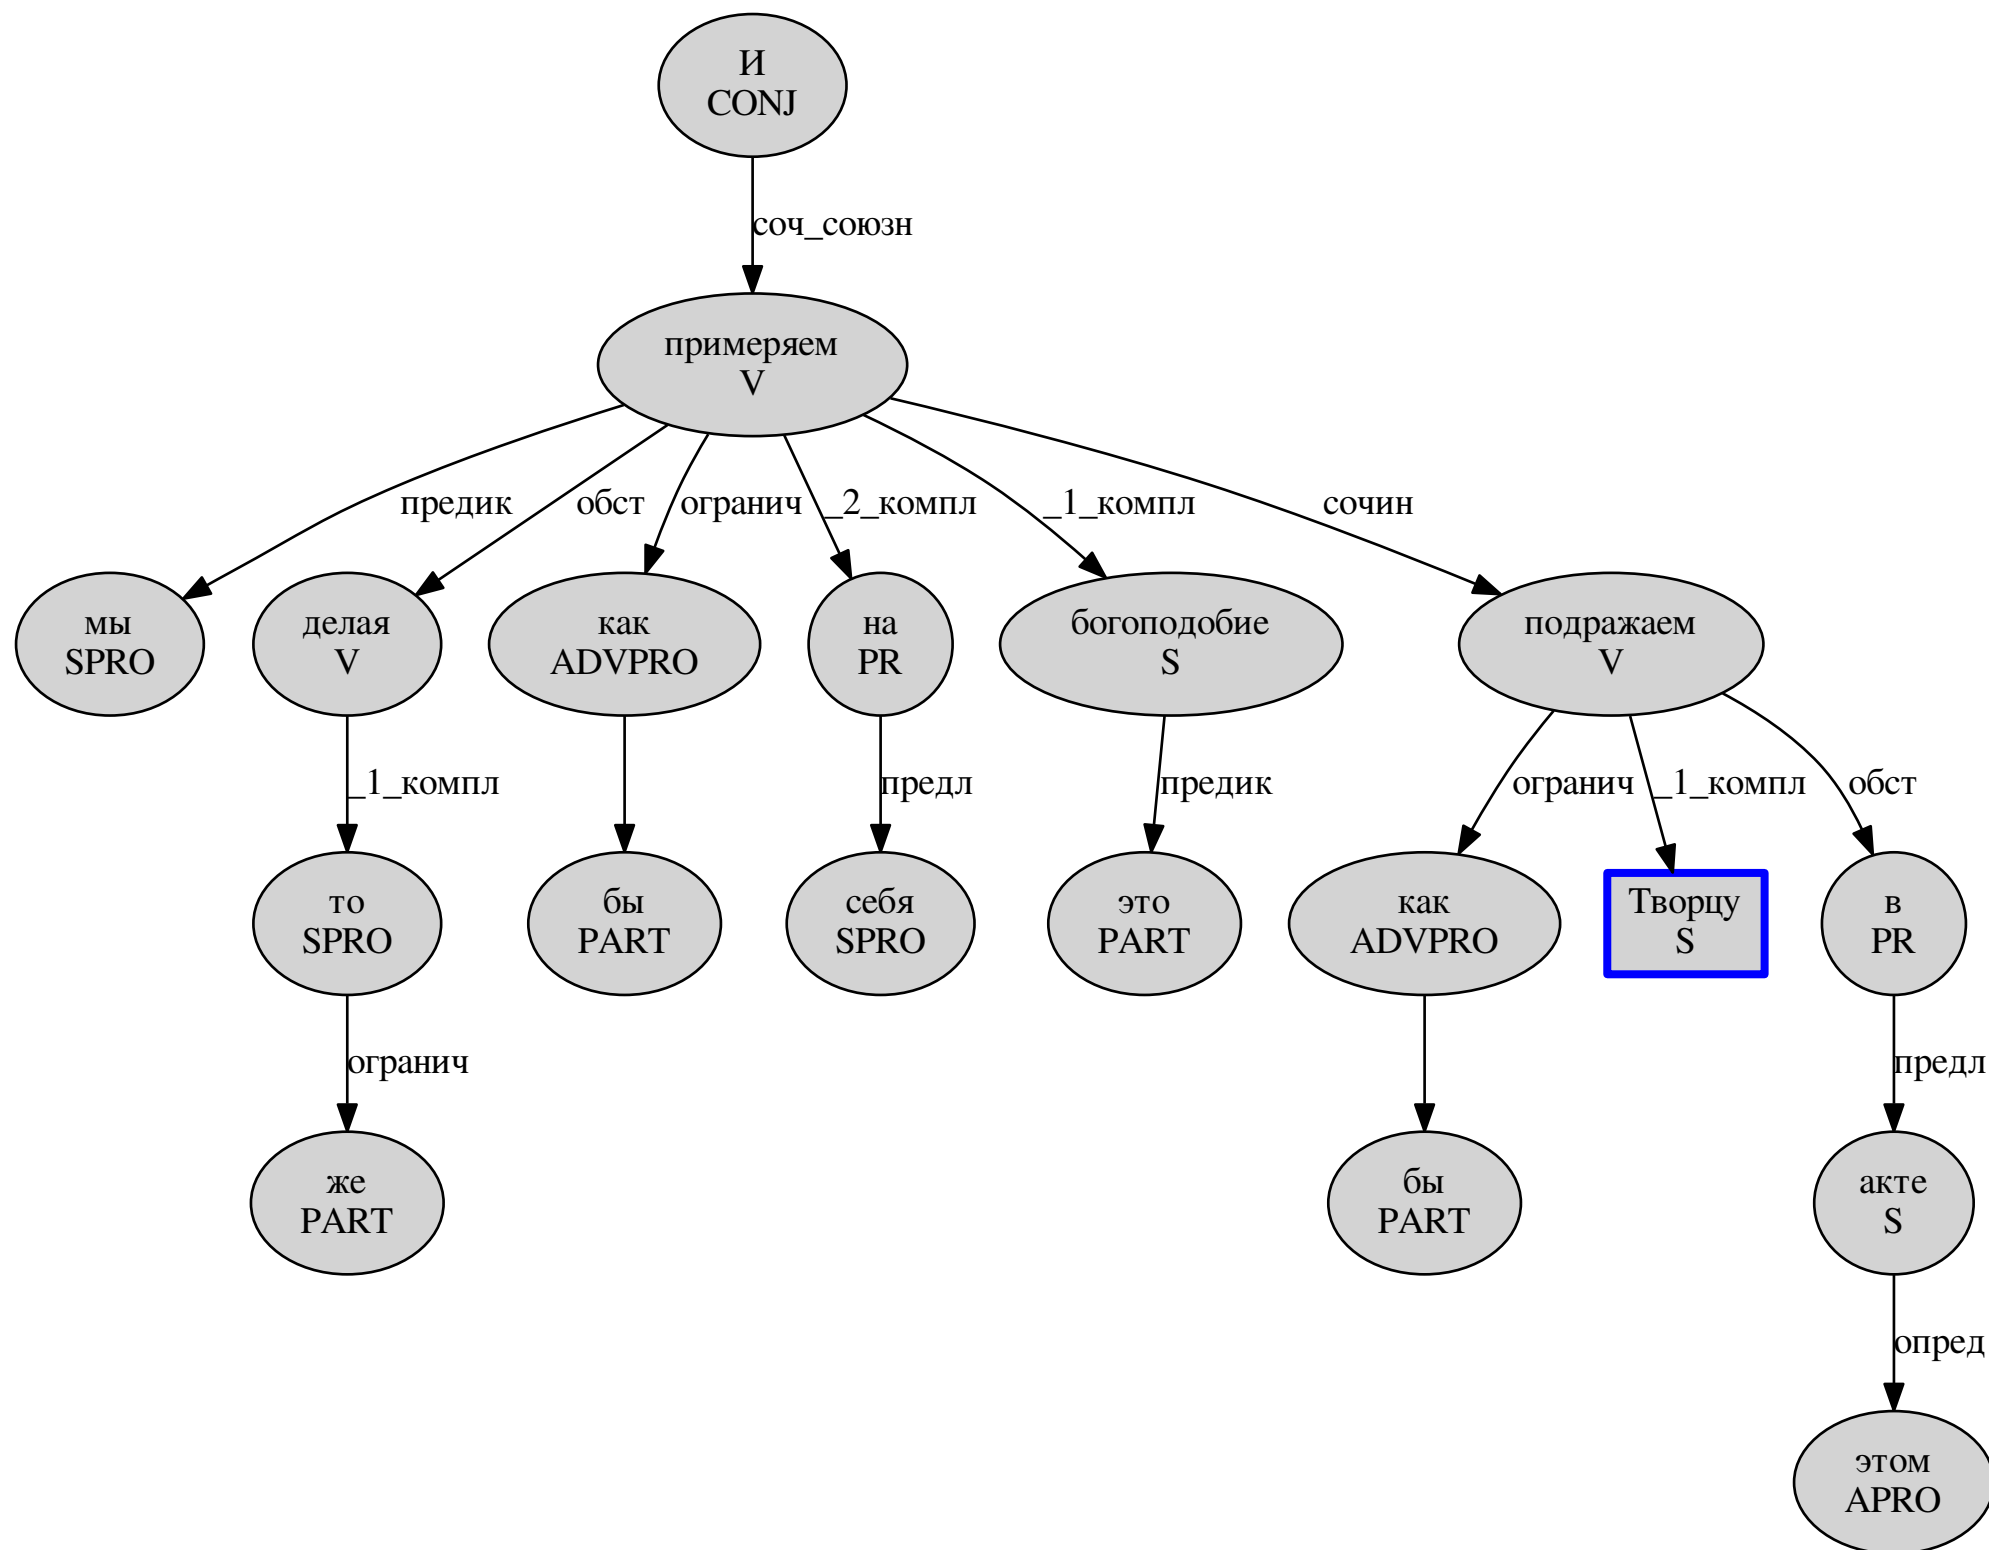 И
CONJ
соч_союзн
примеряем
V
предик
обст
огранич
_2_компл
_1_компл
сочин
мы
SPRO
делая
V
как
ADVPRO
на
PR
богоподобие
S
подражаем
V
_1_компл
предл
предик
огранич
_1_компл
обст
то
SPRO
бы
PART
себя
SPRO
это
PART
как
ADVPRO
Творцу
S
в
PR
огранич
предл
же
PART
бы
PART
акте
S
опред
этом
APRO